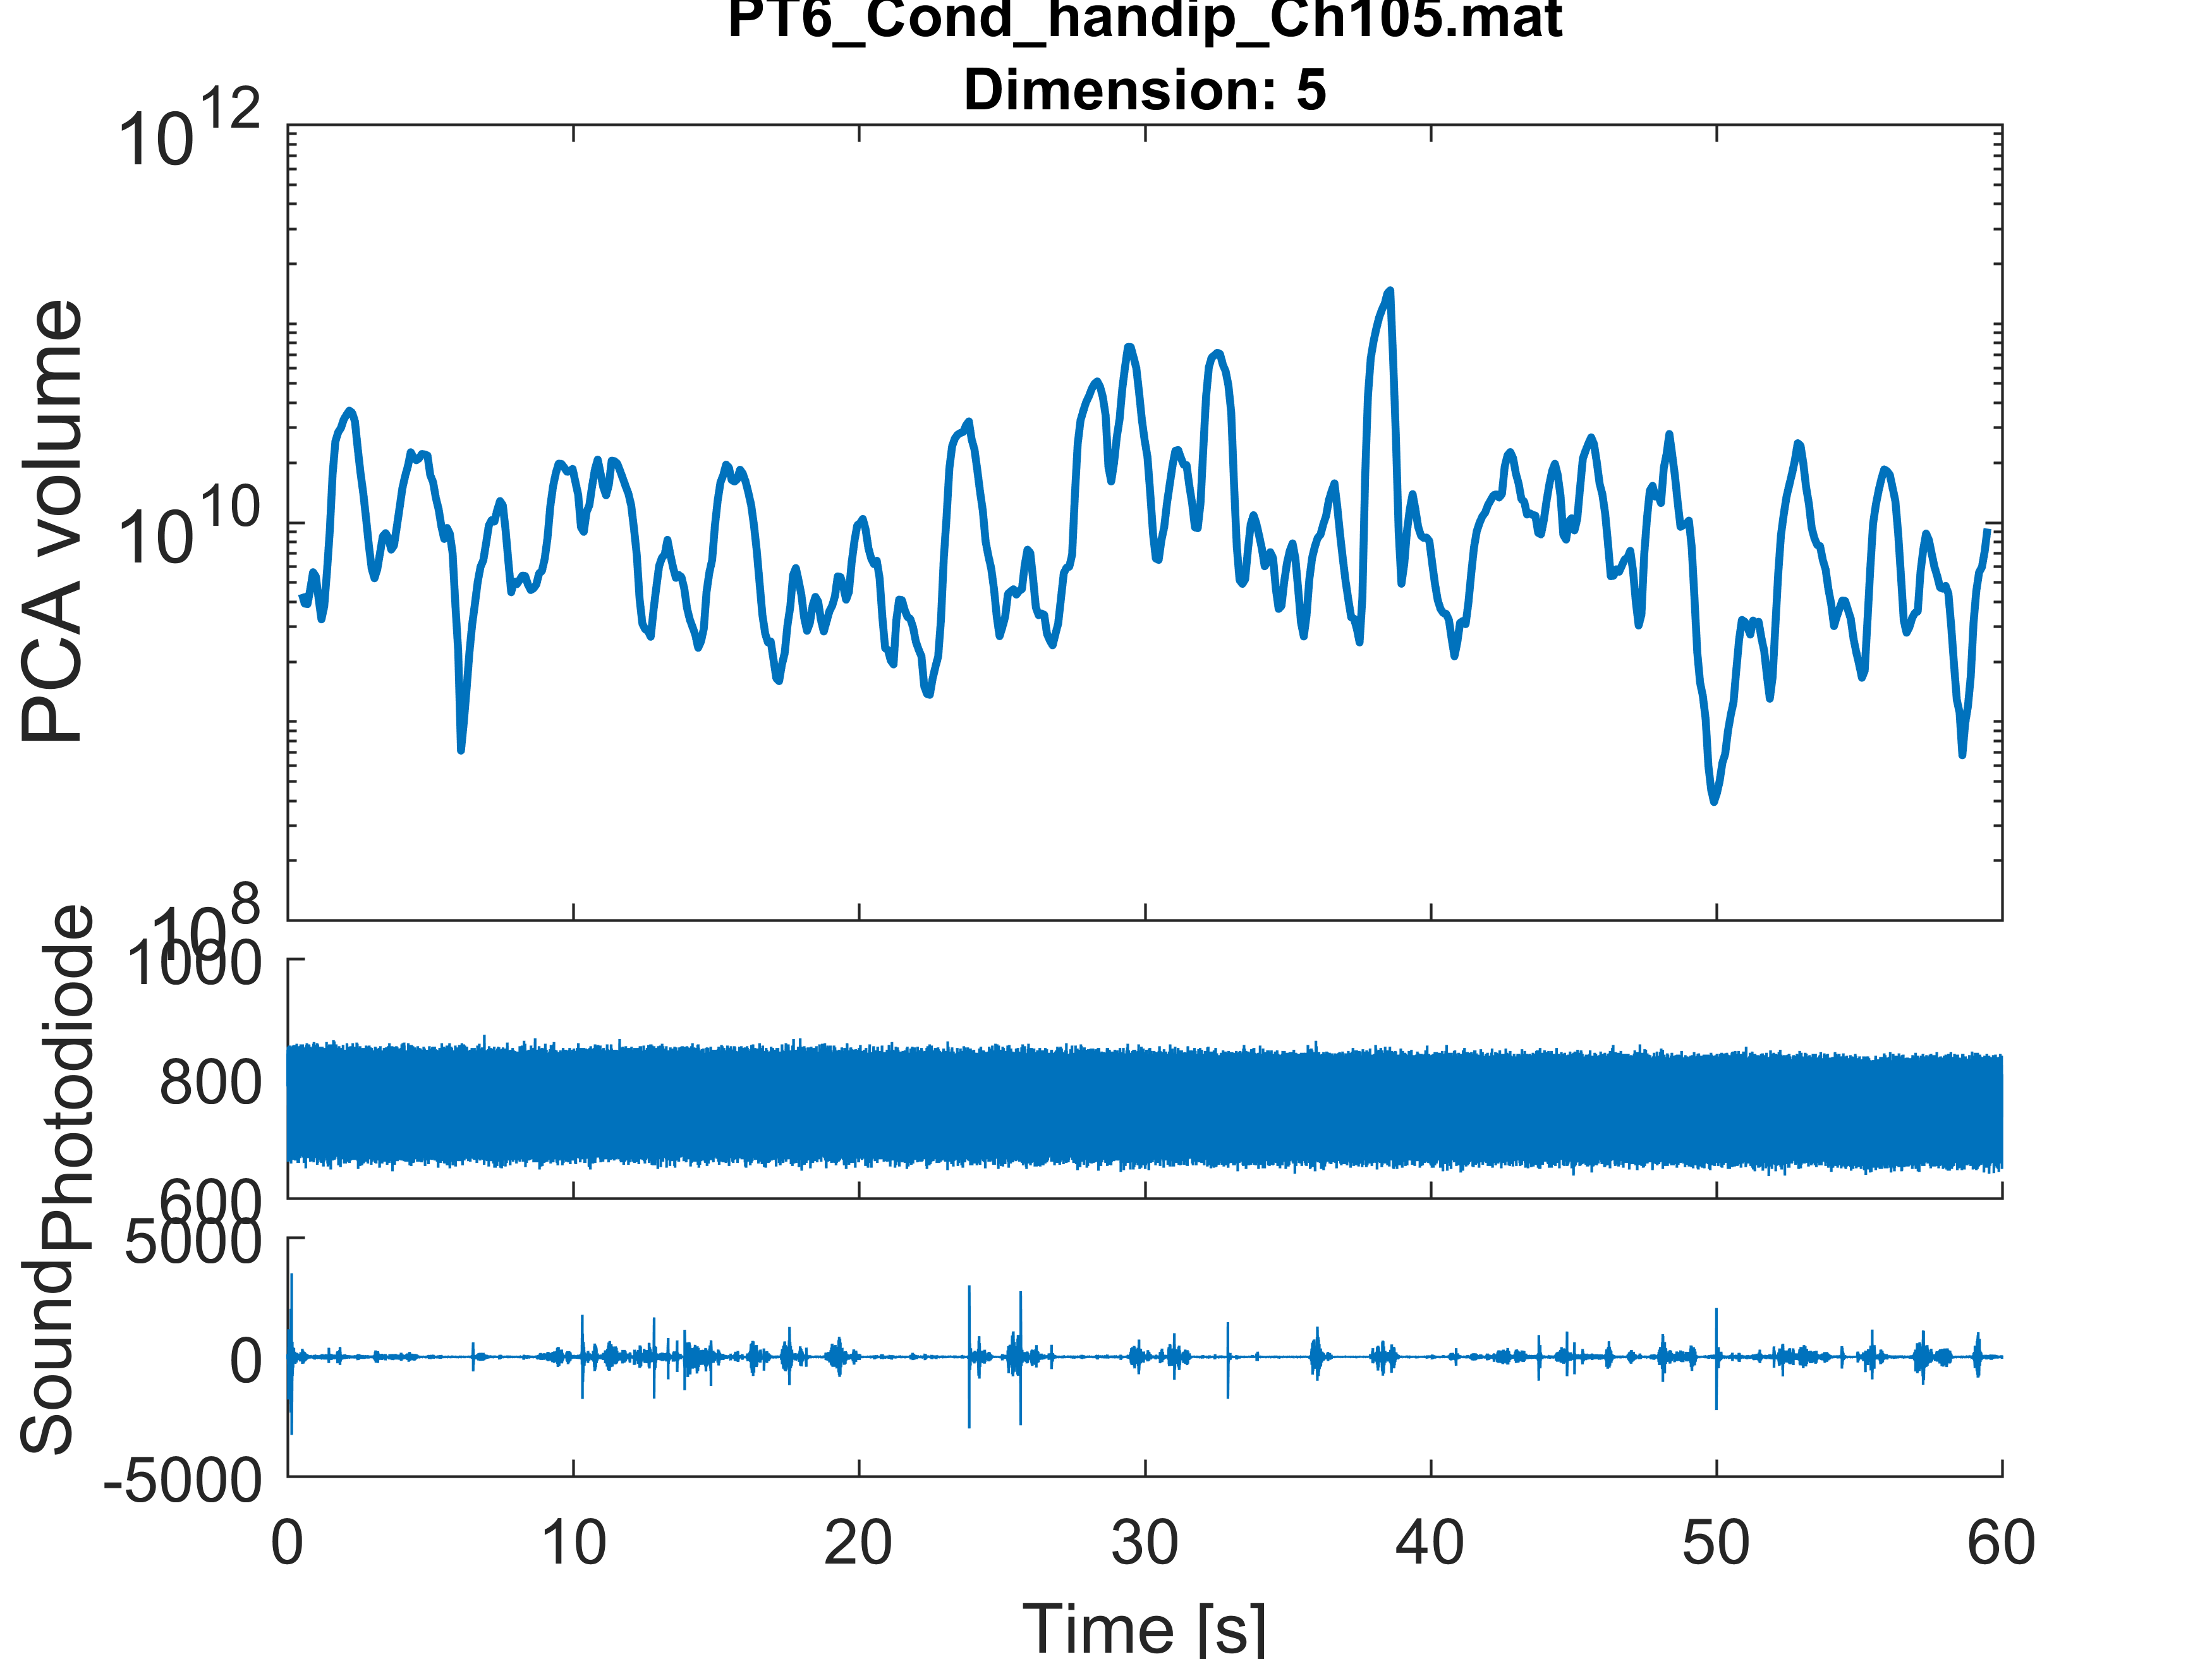 PT6_Cond_handip_Ch105.mat
Dimension: 5
10^12
10^10
10^8
PCA volume
1000
800
600
Photodiode
5000
0
-5000
Sound
0 10 20 30 40 50 60
Time [s]